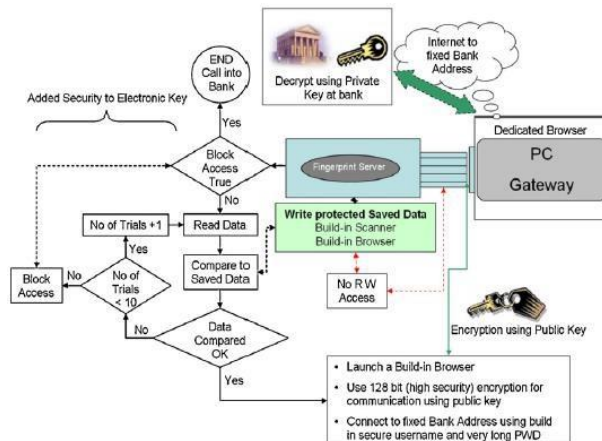 END
Call into
Bank
Decrypt using Private
Key at bank
Internet to
fixed Bank
Address
Added Security to Electronic Key
Yes
Dedicated Browser
PC
Gateway
Block
Access
True
Fingerprint Server
No
No of Trials +1
Read Data
Write protected Saved Data
Build-in Scanner
Build-in Browser
Yes
Compare to
Saved Data
Block
Access
No
No of
Trials
< 10
No R W
Access
No
Data
Compared
OK
Encryption using Public Key
Yes
• Launch a Build-in Browser
• Use 128 bit (high security) encryption for
communication using public key
• Connect to fixed Bank Address using build
in secure username and very long PWD